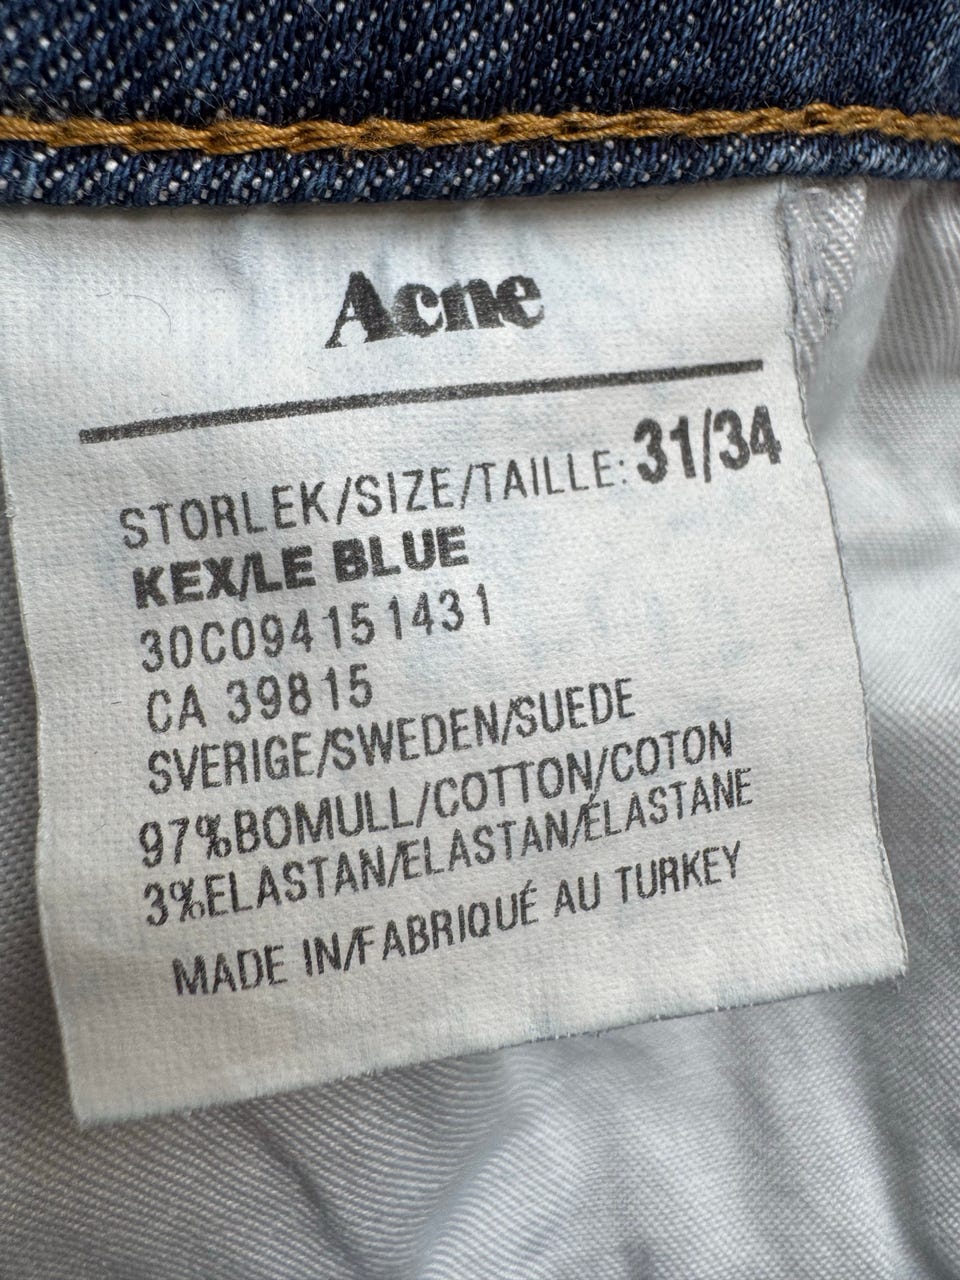 Acne
STORLEK/SIZE/TAILLE: 31/34
KEX/LE BLUE
30C094151431
CA 39815
SVERIGE/SWEDEN/SUEDE
97%BOMULL/COTTON/COTON
3%ELASTAN/ELASTAN/ÉLASTANE
MADE IN/FABRIQUÉ AU TURKEY